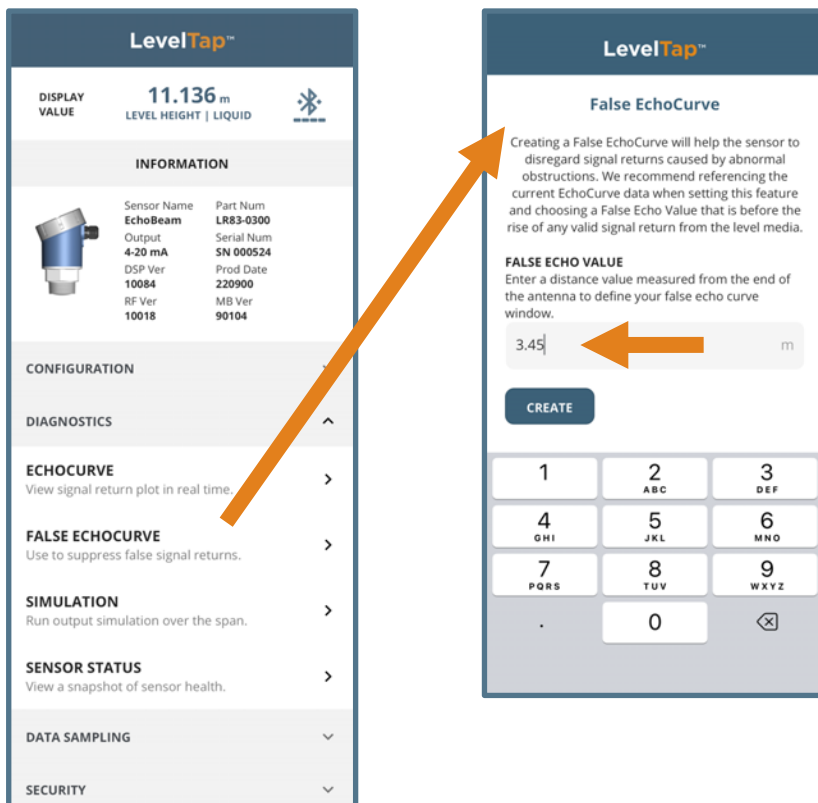 LevelTap™
DISPLAY
VALUE
11.136 m
LEVEL HEIGHT | LIQUID
INFORMATION
Sensor Name
EchoBeam
Part Num
LR83-0300
Output
4-20 mA
Serial Num
SN 000524
DSP Ver
10084
Prod Date
220900
RF Ver
10018
MB Ver
90104
CONFIGURATION
DIAGNOSTICS
ECHOCURVE
View signal return plot in real time.
FALSE ECHOCURVE
Use to suppress false signal returns.
SIMULATION
Run output simulation over the span.
SENSOR STATUS
View a snapshot of sensor health.
DATA SAMPLING
SECURITY
LevelTap™
False EchoCurve
Creating a False EchoCurve will help the sensor to
disregard signal returns caused by abnormal
obstructions. We recommend referencing the
current EchoCurve data when setting this feature
and choosing a False Echo Value that is before the
rise of any valid signal return from the level media.
FALSE ECHO VALUE
Enter a distance value measured from the end of
the antenna to define your false echo curve
window.
3.45 m
CREATE
1 2 3
ABC DEF
4 5 6
GHI JKL MNO
7 8 9
PQRS TUV WXYZ
. 0